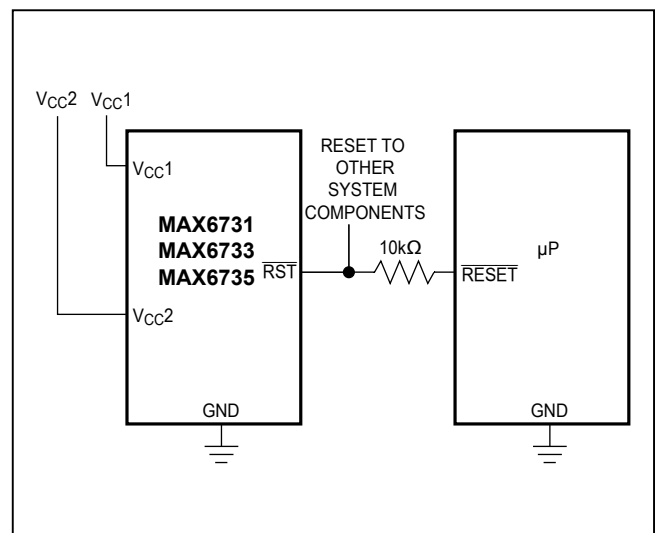 VCC2 VCC1
VCC1
MAX6731
MAX6733
MAX6735
RST
VCC2
GND
RESET TO
OTHER
SYSTEM
COMPONENTS
10kΩ
RESET
µP
GND